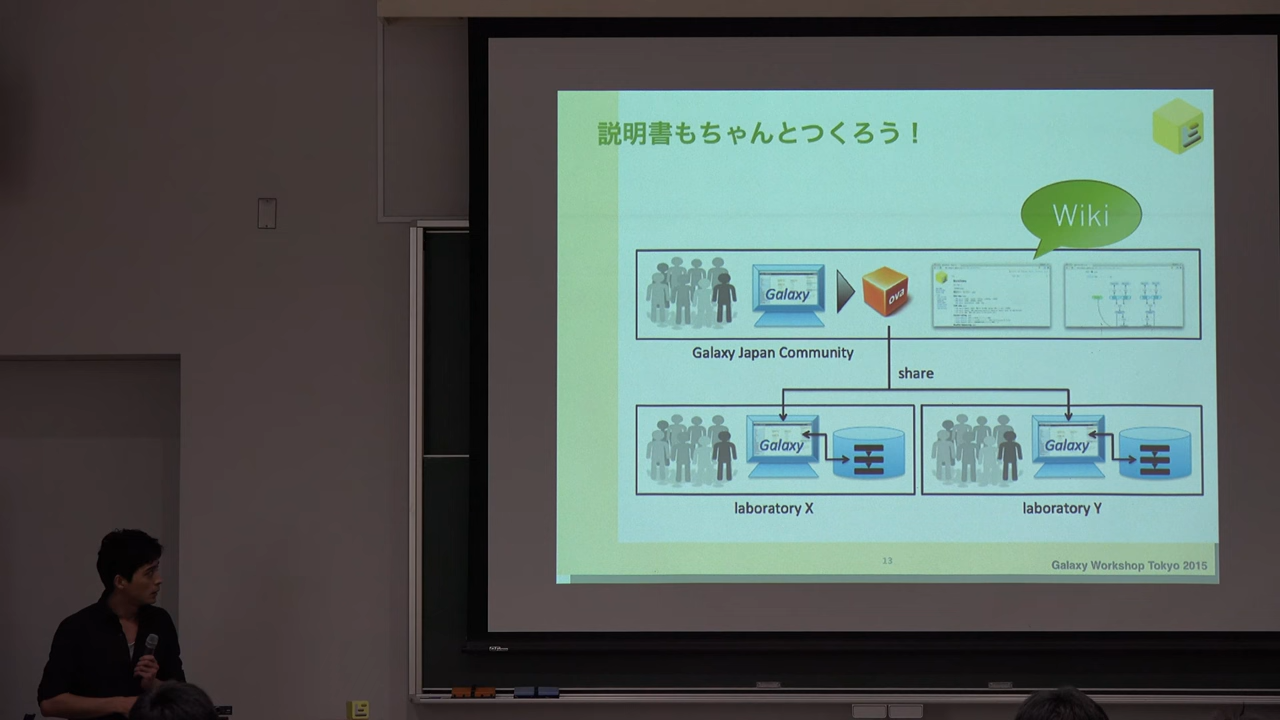 説明書もちゃんとつくろう！
Wiki
Galaxy
ova
Galaxy Japan Community
share
Galaxy
Galaxy
laboratory X
laboratory Y
13
Galaxy Workshop Tokyo 2015